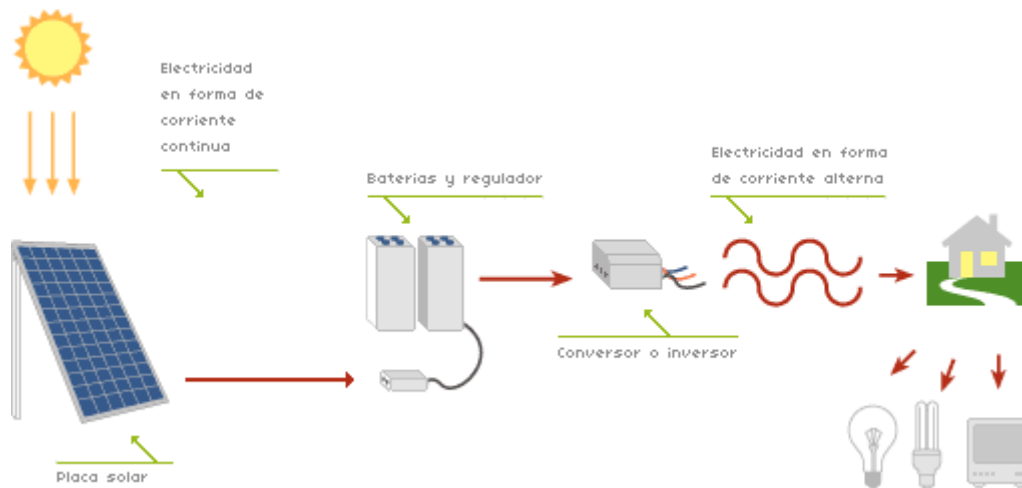 Electricidad
en forma de
corriente
continua
Baterias y regulador
Electricidad en forma
de corriente alterna
Conversor o inversor
Placa solar